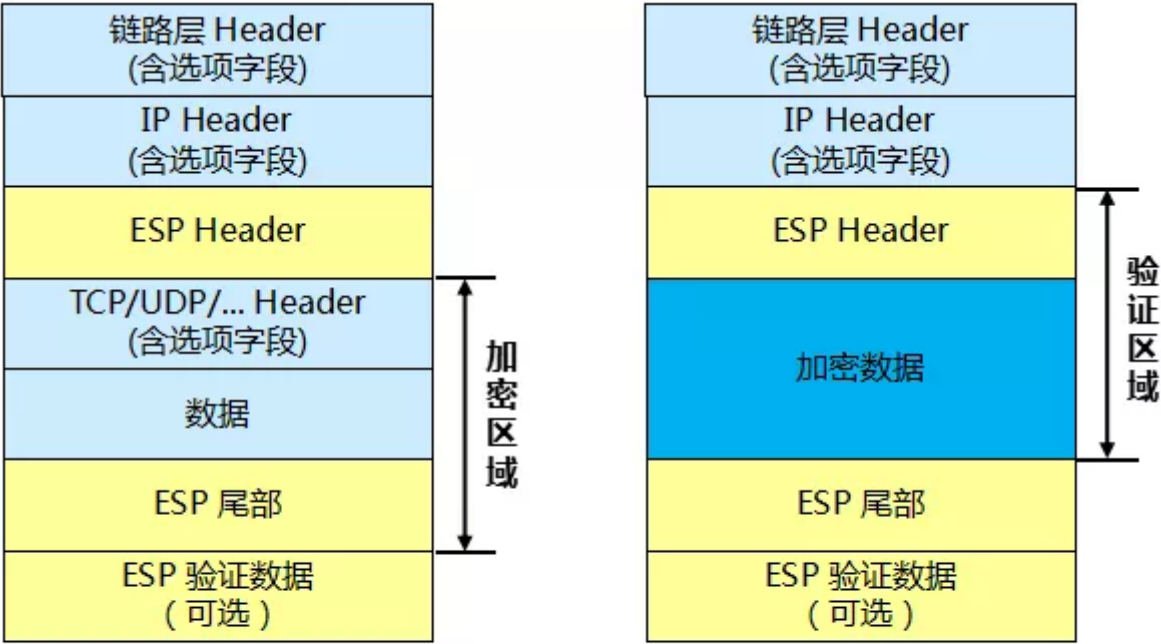 链路层 Header
(含选项字段)
IP Header
(含选项字段)
ESP Header
TCP/UDP/... Header
(含选项字段)
数据
ESP 尾部
ESP 验证数据
(可选)
加密区域
链路层 Header
(含选项字段)
IP Header
(含选项字段)
ESP Header
加密数据
ESP 尾部
ESP 验证数据
(可选)
验证区域